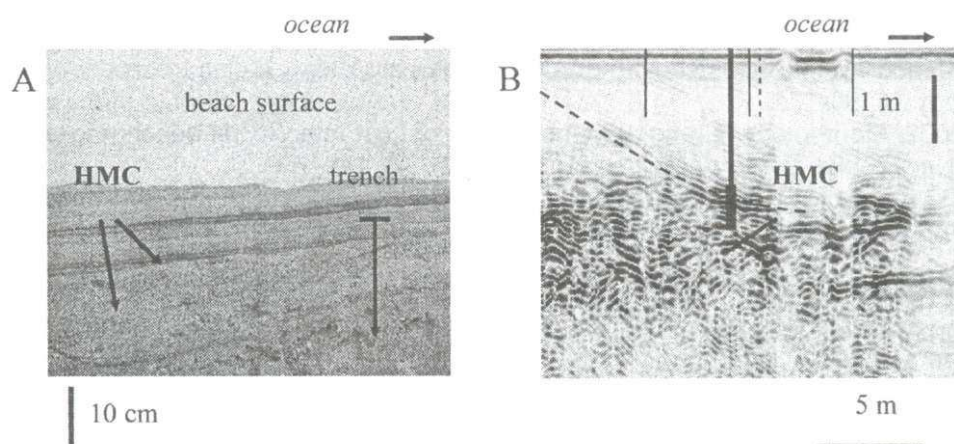 ocean
A
beach surface
HMC
trench
10 cm
ocean
B
1 m
HMC
5 m